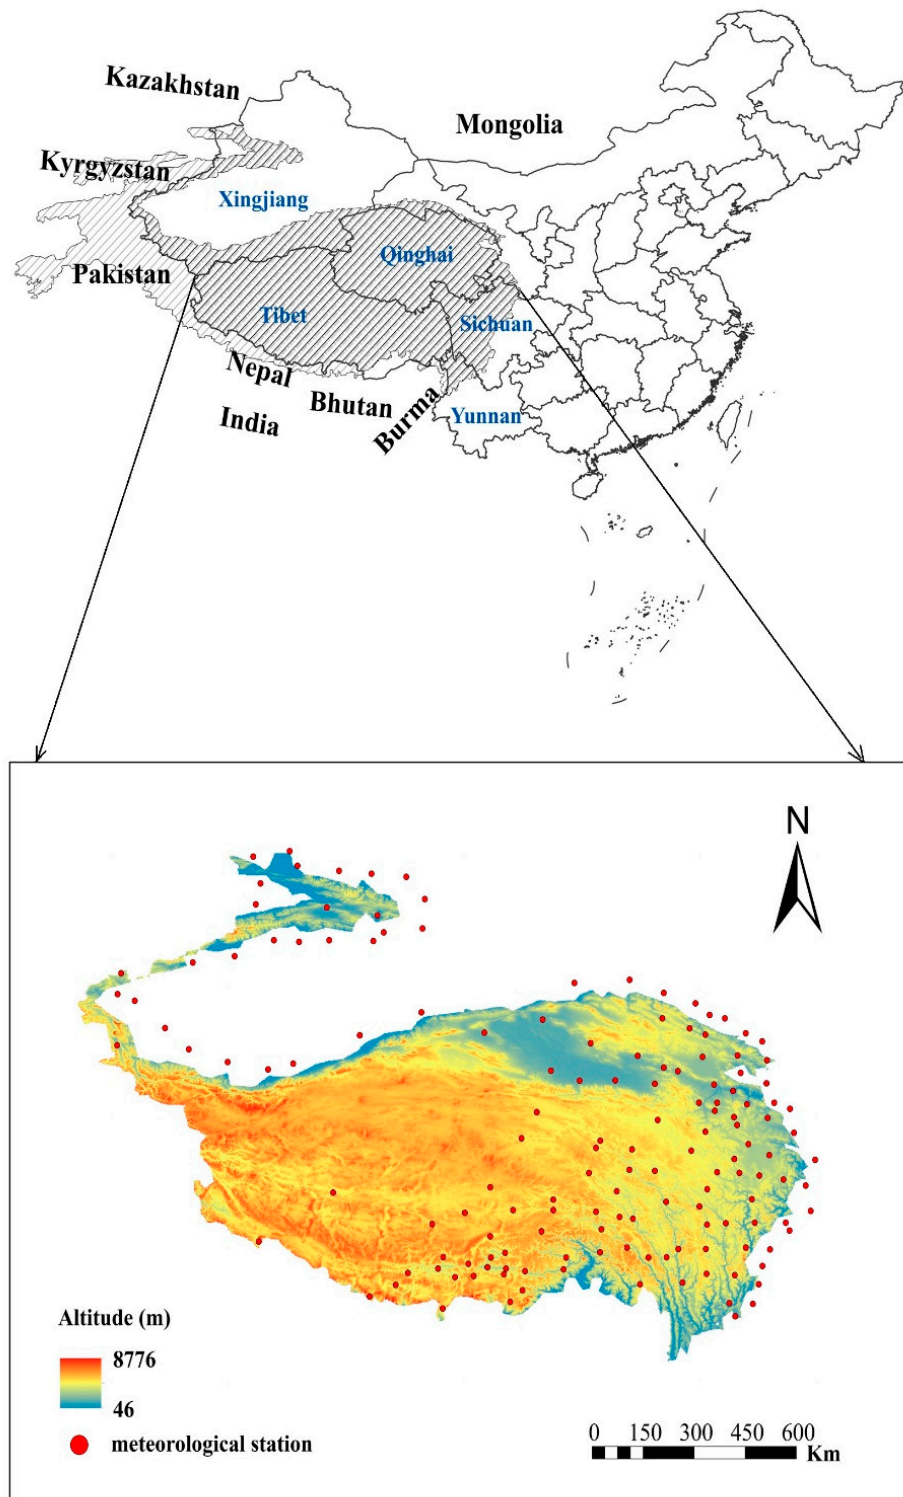 Kazakhstan
Mongolia
Kyrgyzstan
Xingjiang
Qinghai
Pakistan
Tibet
Sichuan
Nepal
Bhutan
Burma
India
Yunnan
N
Altitude (m)
8776
46
meteorological station
0 150 300 450 600
Km